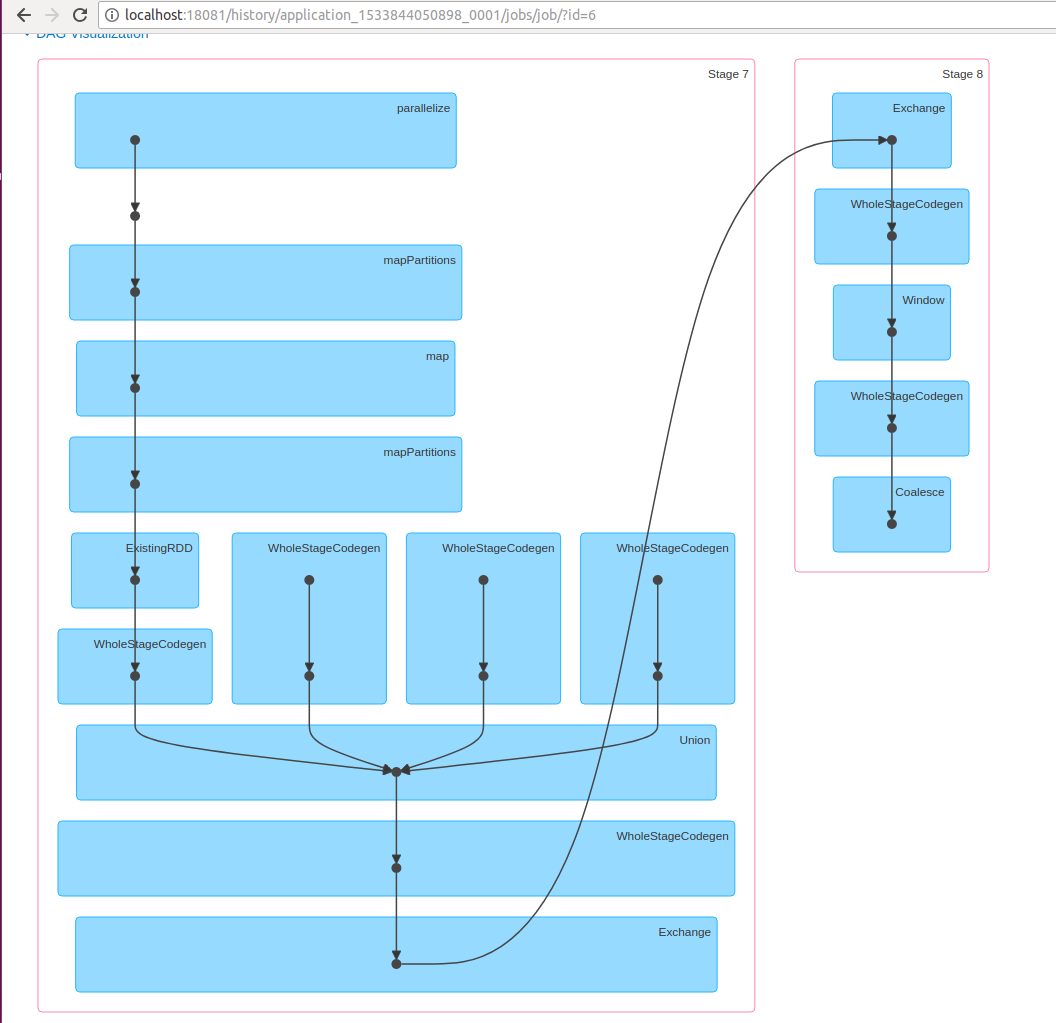 localhost:18081/history/application_1533844050898_0001/jobs/job/?id=6
DAG Visualization
Stage 7
parallelize
mapPartitions
map
mapPartitions
ExistingRDD
WholeStageCodegen
WholeStageCodegen
WholeStageCodegen
WholeStageCodegen
Union
WholeStageCodegen
Exchange
Stage 8
Exchange
WholeStageCodegen
Window
WholeStageCodegen
Coalesce